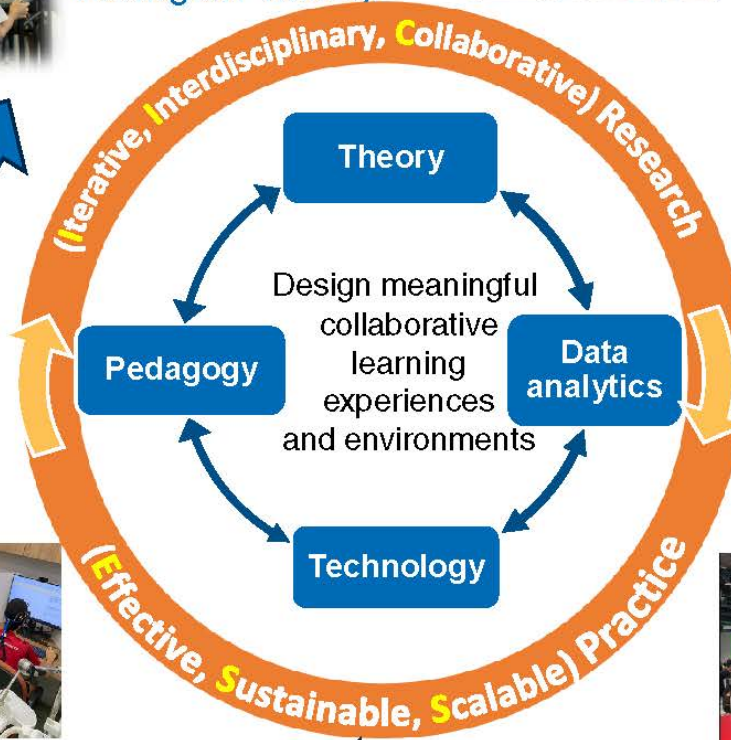 (Iterative, Interdisciplinary, Collaborative) Research
Theory
Design meaningful
collaborative
learning
experiences
and environments
Pedagogy
Data
analytics
Technology
(Effective, Sustainable, Scalable) Practice